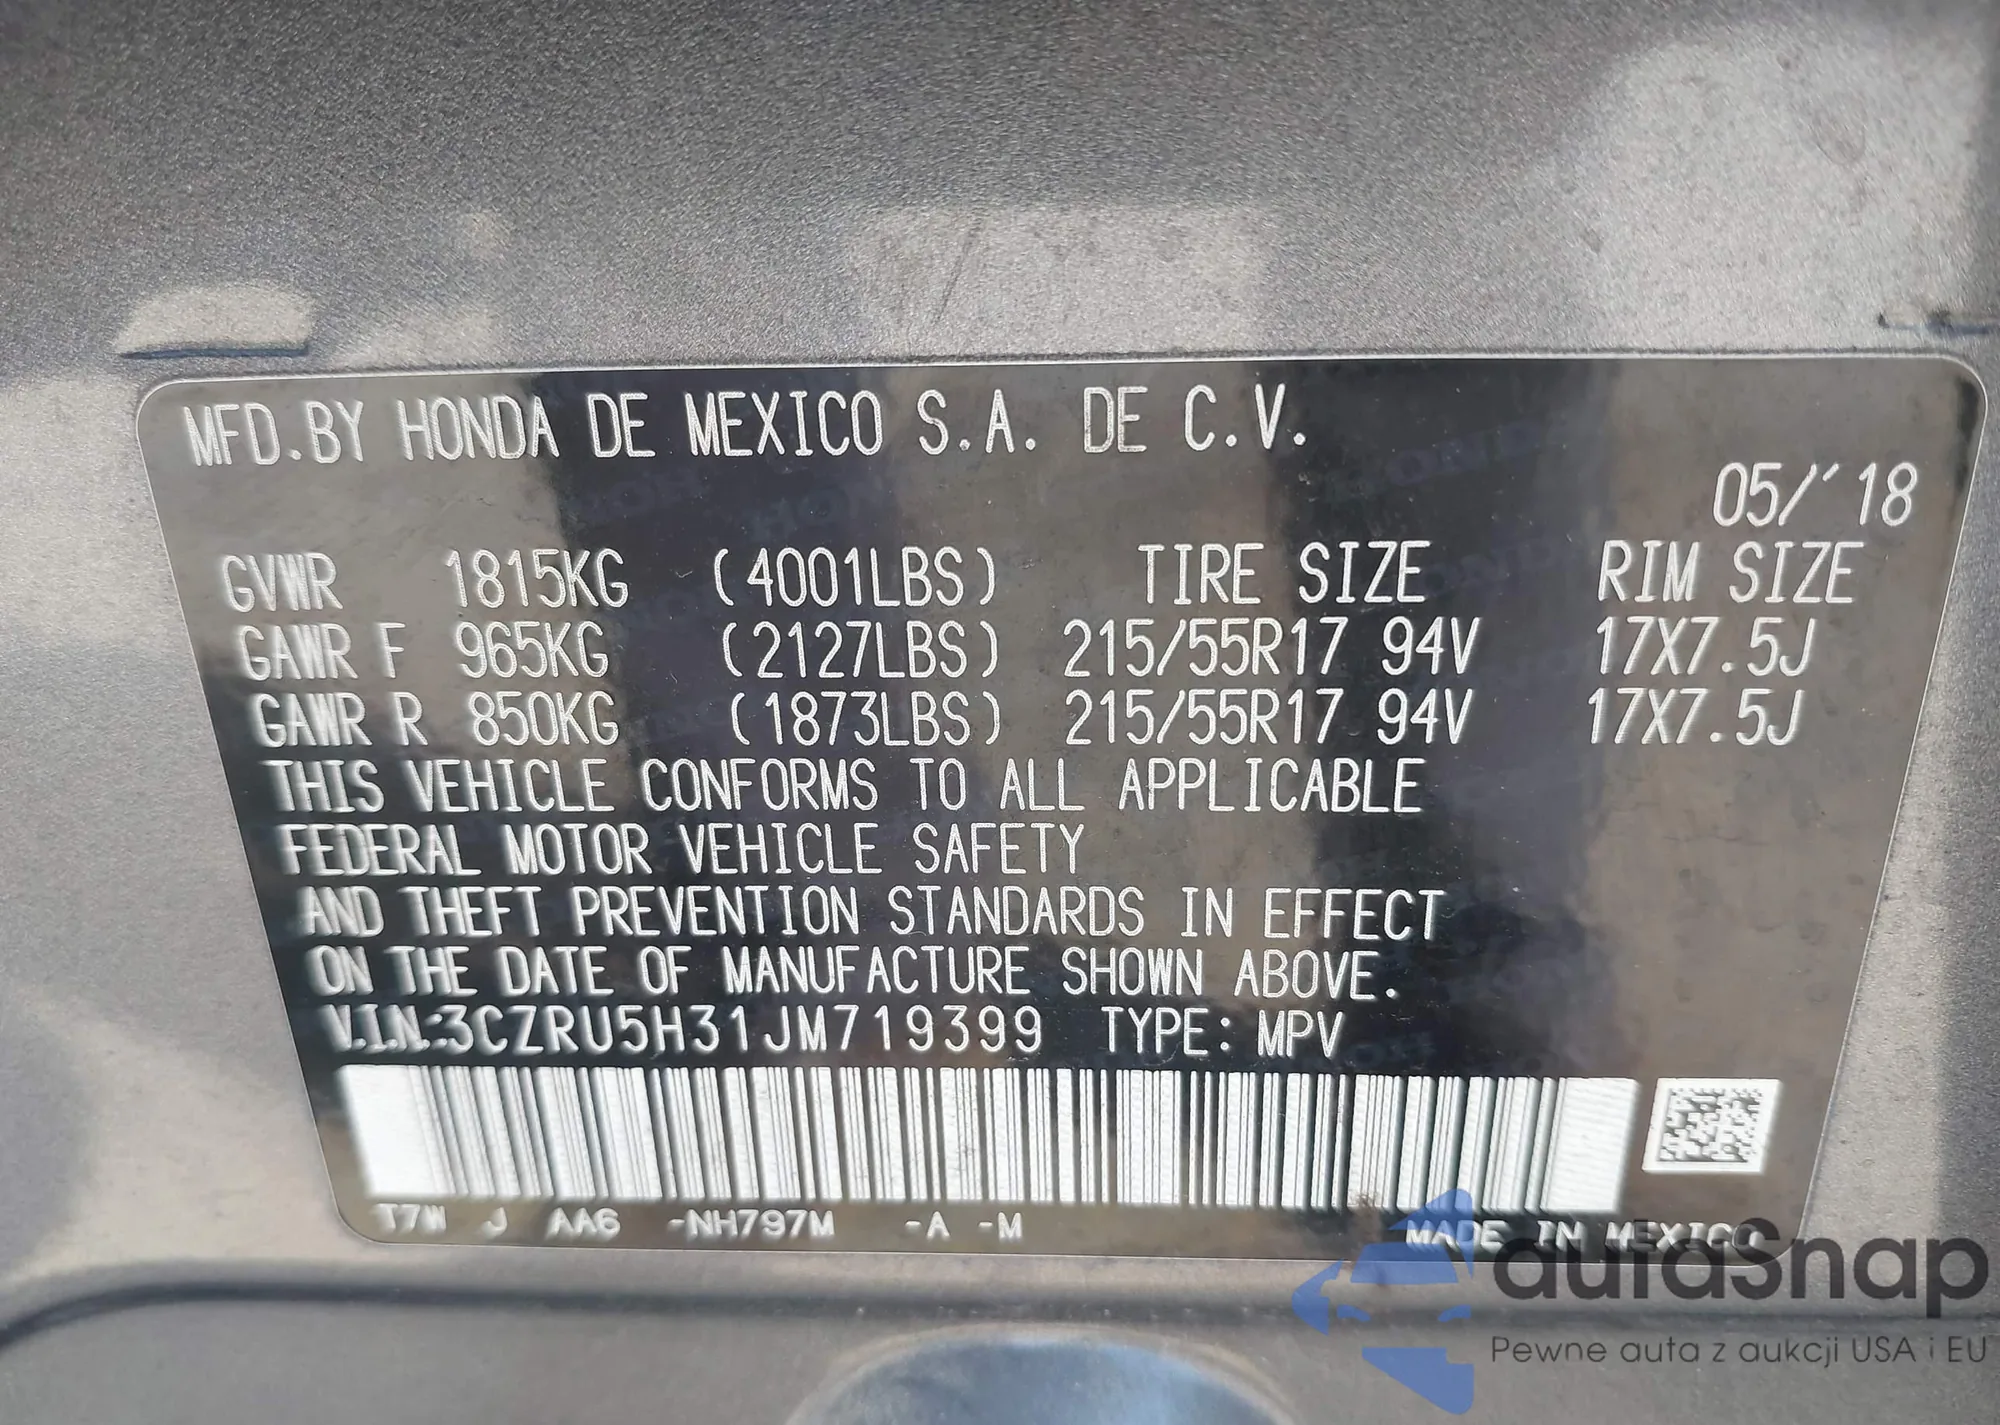 MFD.BY HONDA DE MEXICO S.A. DE C.V.
05/'18
GVWR 1815KG (4001LBS) TIRE SIZE RIM SIZE
GAWR F 965KG (2127LBS) 215/55R17 94V 17X7.5J
GAWR R 850KG (1873LBS) 215/55R17 94V 17X7.5J
THIS VEHICLE CONFORMS TO ALL APPLICABLE
FEDERAL MOTOR VEHICLE SAFETY
AND THEFT PREVENTION STANDARDS IN EFFECT
ON THE DATE OF MANUFACTURE SHOWN ABOVE.
V.I.N:3CZRU5H31JM719399 TYPE: MPV
T7W J AA6 -NH797M -A -M MADE IN MEXICO
autaSnap
Pewne auta z aukcji USA i EU